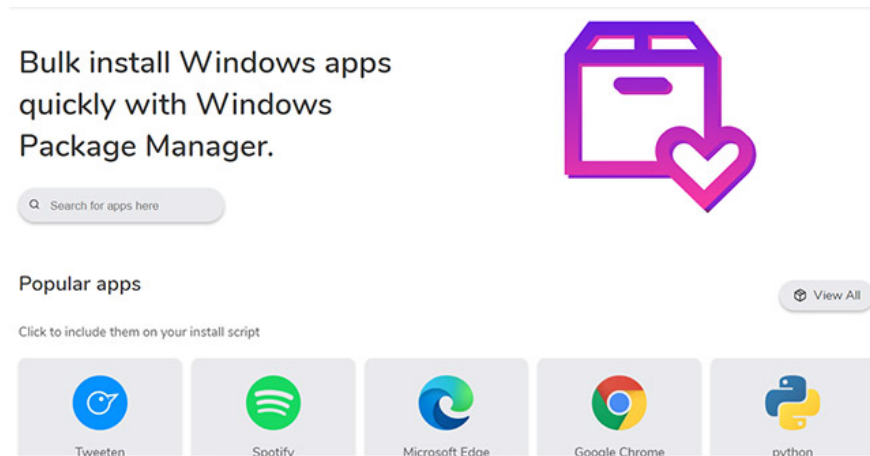 Bulk install Windows apps
quickly with Windows
Package Manager.
Search for apps here
Popular apps
View All
Click to include them on your install script
Tweeten
Spotify
Microsoft Edge
Google Chrome
python